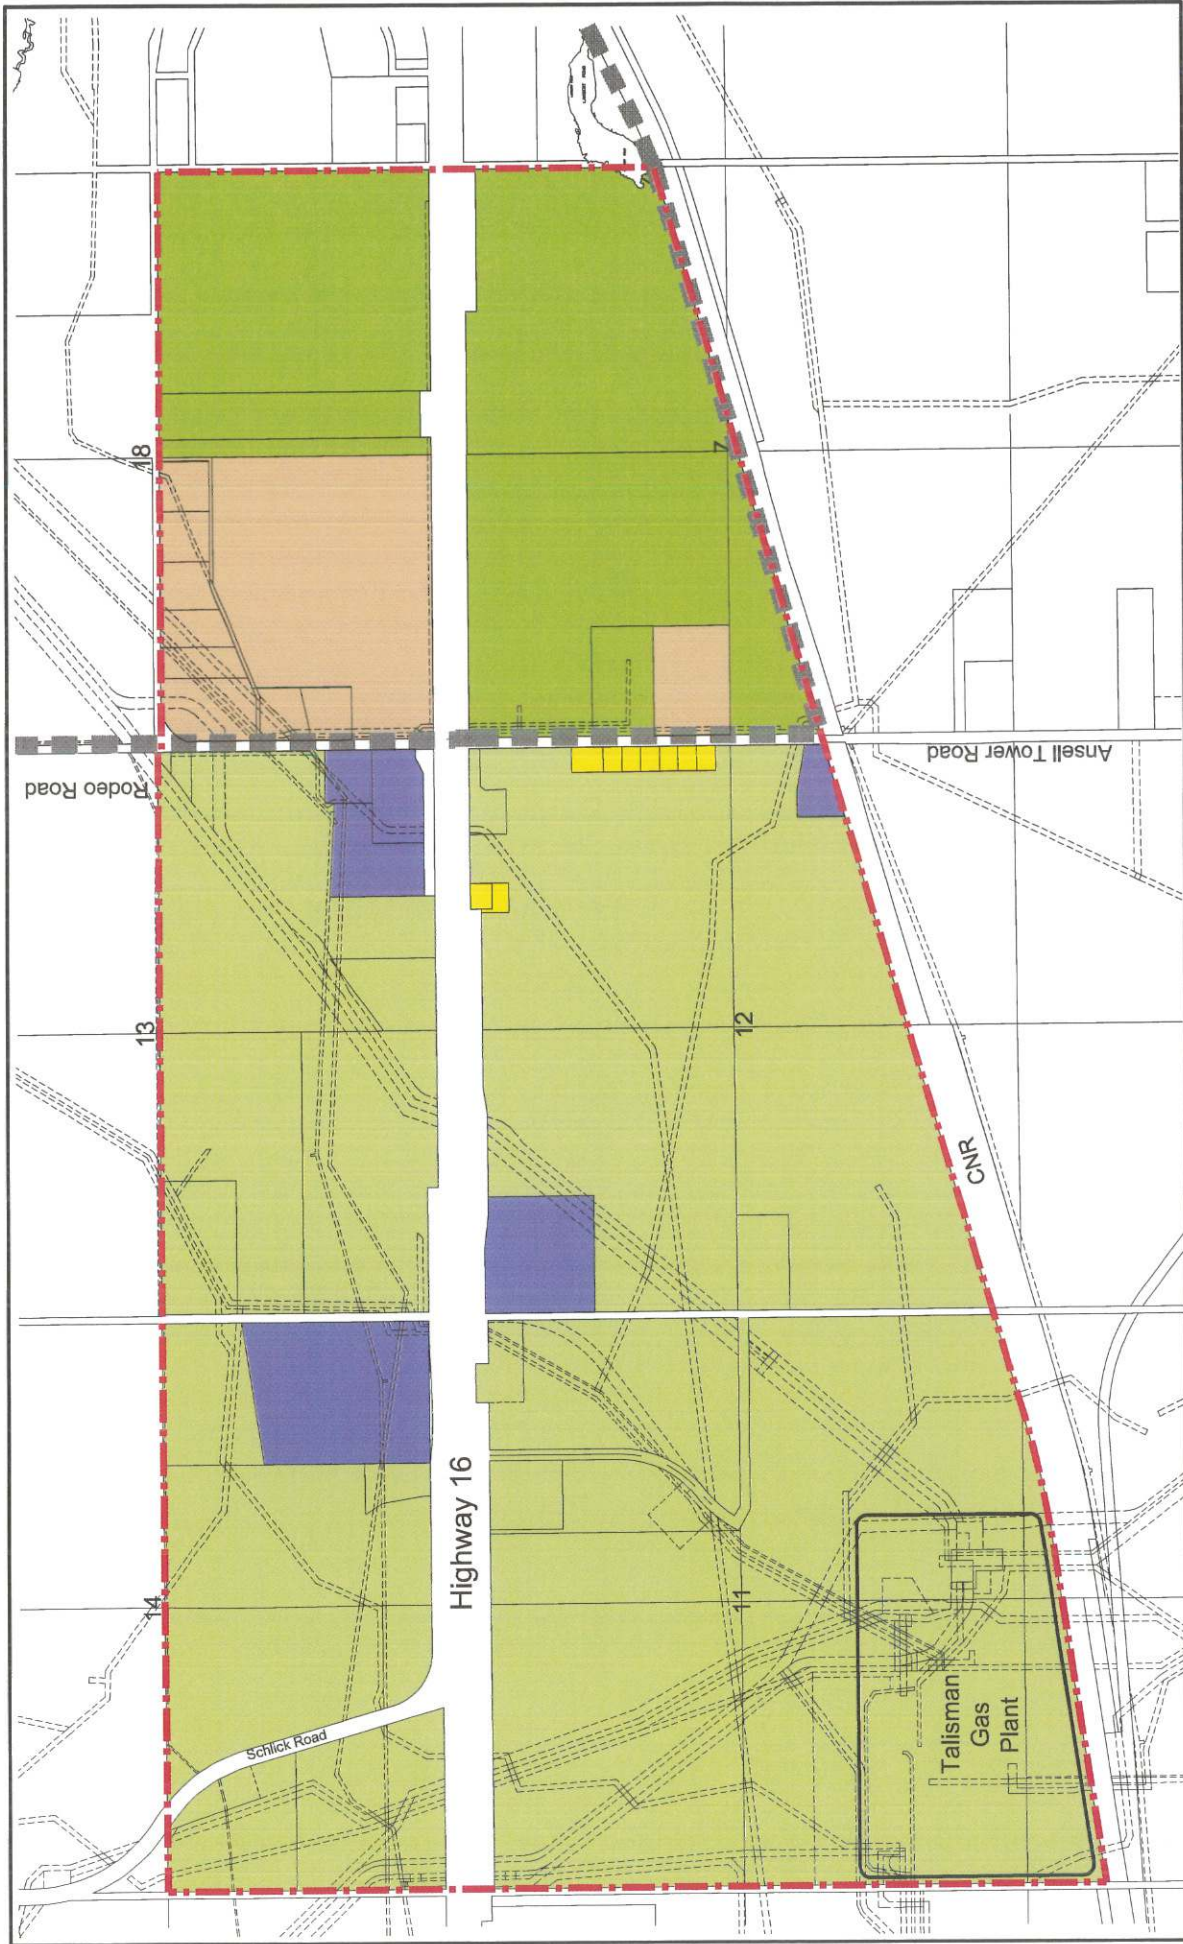 18
7
Rodeo Road
Ansell Tower Road
13
12
CNR
Highway 16
14
11
Schlick Road
Talisman
Gas
Plant